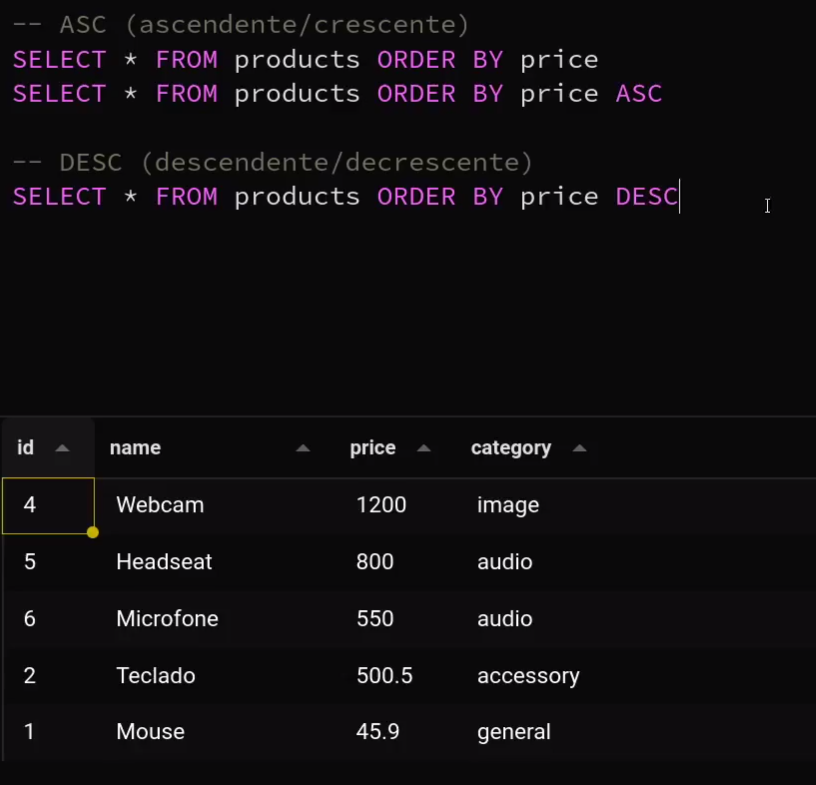 -- ASC (ascendente/crescente)
SELECT * FROM products ORDER BY price
SELECT * FROM products ORDER BY price ASC
-- DESC (descendente/decrescente)
SELECT * FROM products ORDER BY price DESC
id name price category
4 Webcam 1200 image
5 Headseat 800 audio
6 Microfone 550 audio
2 Teclado 500.5 accessory
1 Mouse 45.9 general